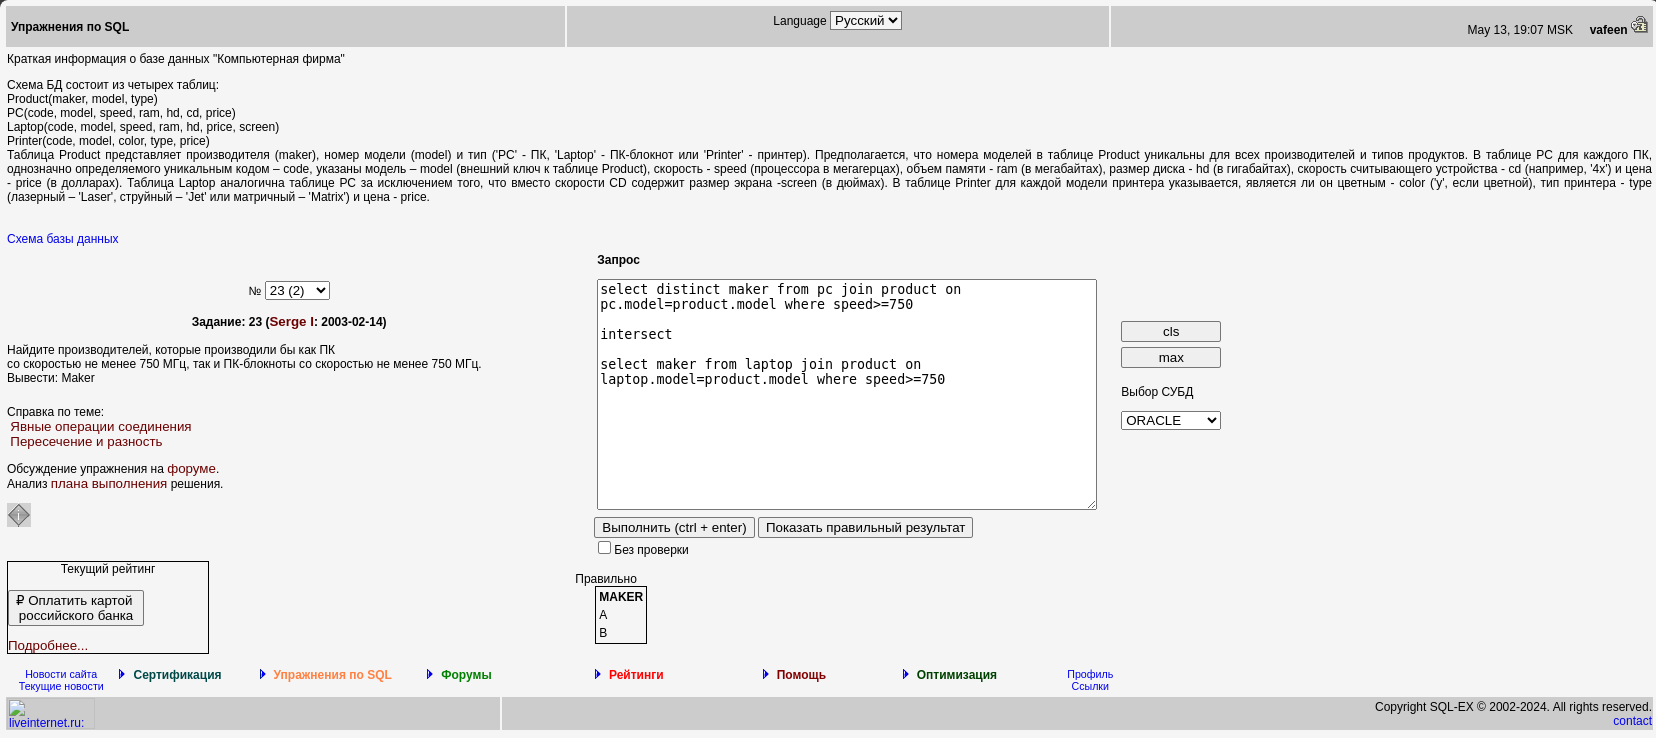 Упражнения по SQL
Language Русский
May 13, 19:07 MSK vafeen
Краткая информация о базе данных "Компьютерная фирма"
Схема БД состоит из четырех таблиц:
Product(maker, model, type)
PC(code, model, speed, ram, hd, cd, price)
Laptop(code, model, speed, ram, hd, price, screen)
Printer(code, model, color, type, price)
Таблица Product представляет производителя (maker), номер модели (model) и тип ('PC' - ПК, 'Laptop' - ПК-блокнот или 'Printer' - принтер). Предполагается, что номера моделей в таблице Product уникальны для всех производителей и типов продуктов. В таблице PC для каждого ПК,
однозначно определяемого уникальным кодом – code, указаны модель – model (внешний ключ к таблице Product), скорость - speed (процессора в мегагерцах), объем памяти - ram (в мегабайтах), размер диска - hd (в гигабайтах), скорость считывающего устройства - cd (например, '4x') и цена
- price (в долларах). Таблица Laptop аналогична таблице РС за исключением того, что вместо скорости CD содержит размер экрана -screen (в дюймах). В таблице Printer для каждой модели принтера указывается, является ли он цветным - color ('y', если цветной), тип принтера - type
(лазерный – 'Laser', струйный – 'Jet' или матричный – 'Matrix') и цена - price.
Схема базы данных
№ 23 (2)
Задание: 23 (Serge I: 2003-02-14)
Найдите производителей, которые производили бы как ПК
со скоростью не менее 750 МГц, так и ПК-блокноты со скоростью не менее 750 МГц.
Вывести: Maker
Справка по теме:
Явные операции соединения
Пересечение и разность
Обсуждение упражнения на форуме.
Анализ плана выполнения решения.
Запрос
select distinct maker from pc join product on
pc.model=product.model where speed>=750
intersect
select maker from laptop join product on
laptop.model=product.model where speed>=750
cls
max
Выбор СУБД
ORACLE
Выполнить (ctrl + enter) Показать правильный результат
Без проверки
Правильно
MAKER
A
B
Текущий рейтинг
₽ Оплатить картой
российского банка
Подробнее...
Новости сайта
Текущие новости
Сертификация
Упражнения по SQL
Форумы
Рейтинги
Помощь
Оптимизация
Профиль
Ссылки
liveinternet.ru:
Copyright SQL-EX © 2002-2024. All rights reserved.
contact